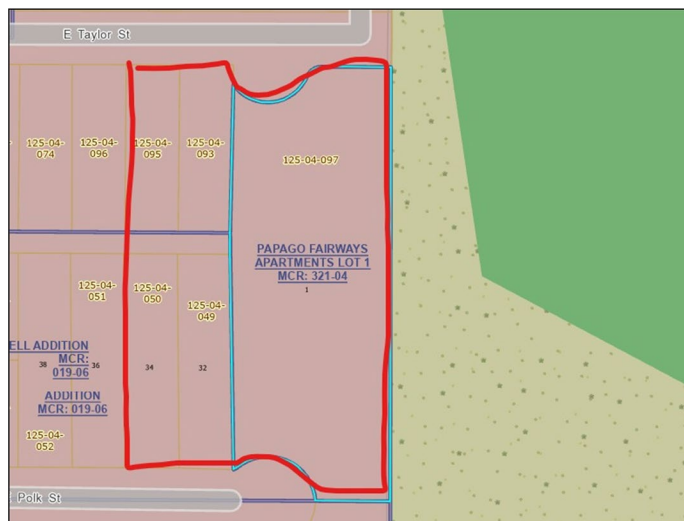 E Taylor St
125-04-
074
125-04-
096
125-04-
095
125-04-
093
125-04-097
PAPAGO FAIRWAYS
APARTMENTS LOT 1
MCR: 321-04
1
125-04-
051
125-04-
050
125-04-
049
ELL ADDITION
MCR:
019-06
38
36
34
32
ADDITION
MCR: 019-06
125-04-
052
Polk St